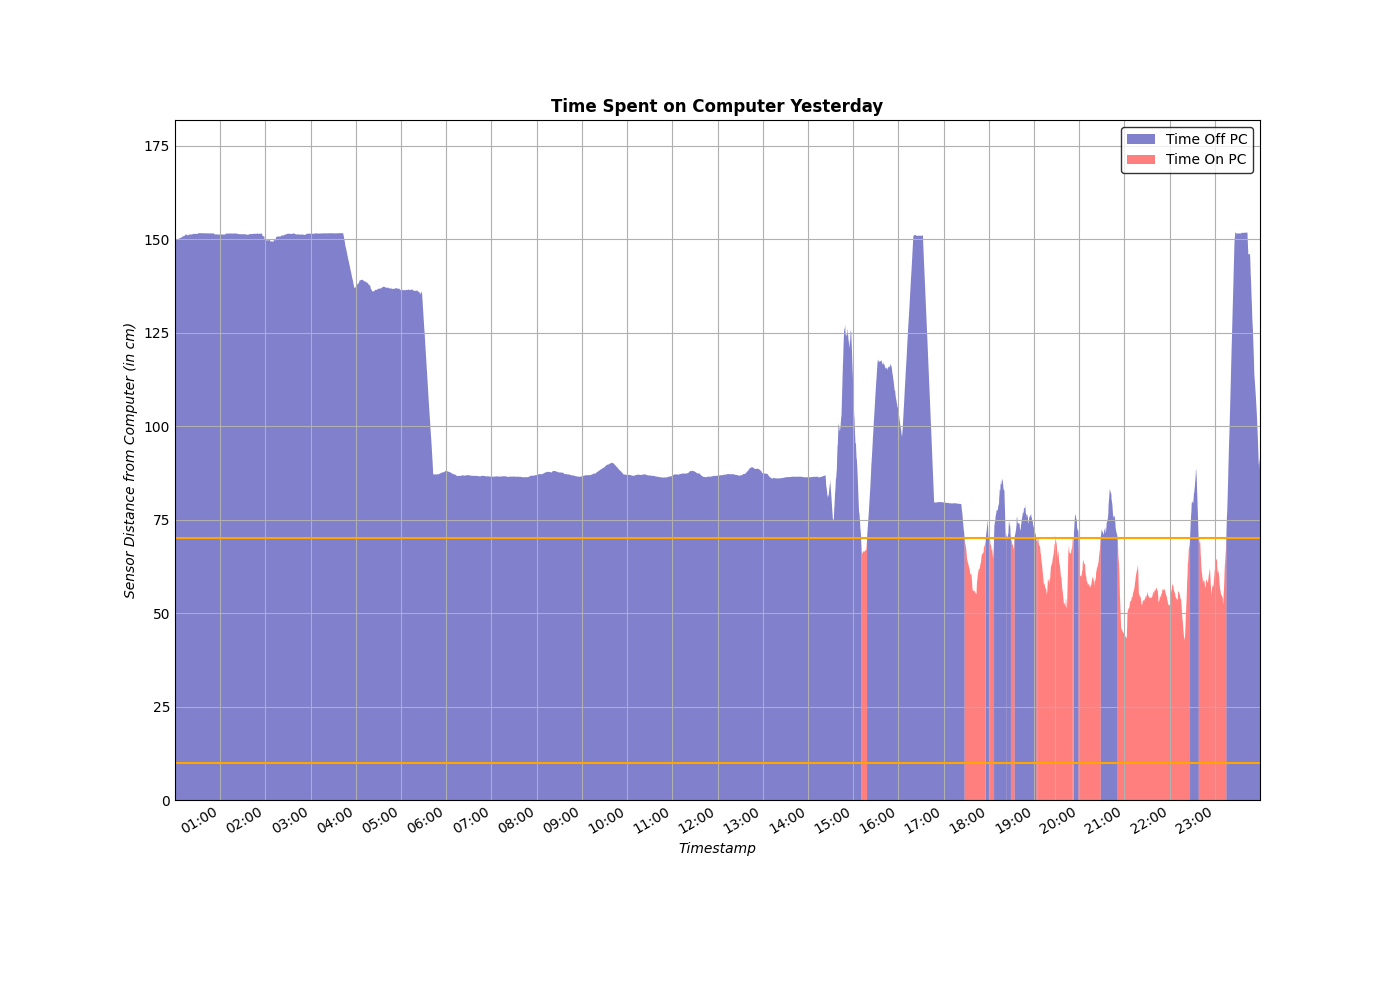 Time Spent on Computer Yesterday
Time Off PC
Time On PC
175
150
125
100
75
50
25
0
Sensor Distance from Computer (in cm)
01:00 02:00 03:00 04:00 05:00 06:00 07:00 08:00 09:00 10:00 11:00 12:00 13:00 14:00 15:00 16:00 17:00 18:00 19:00 20:00 21:00 22:00 23:00
Timestamp